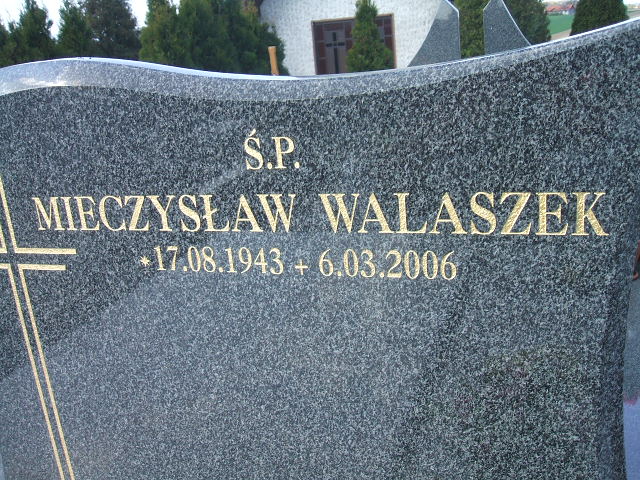 Ś.P.
MIECZYSŁAW WALASZEK
*17.08.1943 + 6.03.2006